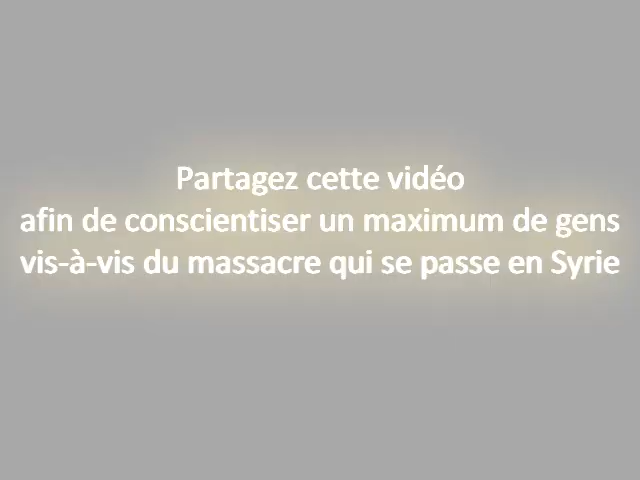 Partagez cette vidéo
afin de conscientiser un maximum de gens
vis-à-vis du massacre qui se passe en Syrie